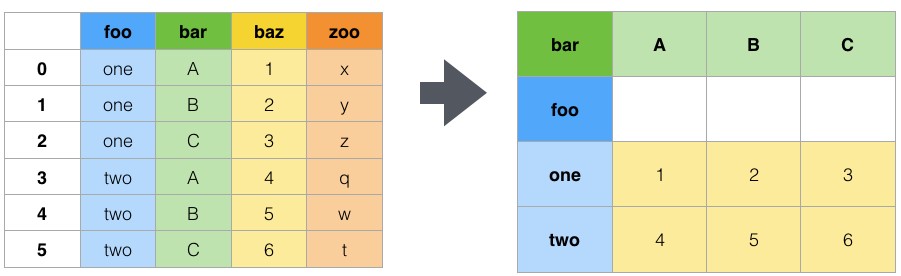 foo bar baz zoo
0 one A 1 x
1 one B 2 y
2 one C 3 z
3 two A 4 q
4 two B 5 w
5 two C 6 t
bar A B C
foo
one 1 2 3
two 4 5 6